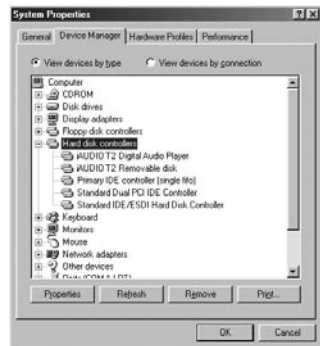 System Properties
General Device Manager Hardware Profiles Performance
View devices by type View devices by connection
Computer
CDROM
Disk drives
Display adapters
Floppy disk controllers
Hard disk controllers
iAUDIO T2 Digital Audio Player
iAUDIO T2 Removable disk
Primary IDE controller (single fifo)
Standard Dual PCI IDE Controller
Standard IDE/ESDI Hard Disk Controller
Keyboard
Monitors
Mouse
Network adapters
Other devices
Ports (COM & LPT)
Properties Refresh Remove Print...
OK Cancel